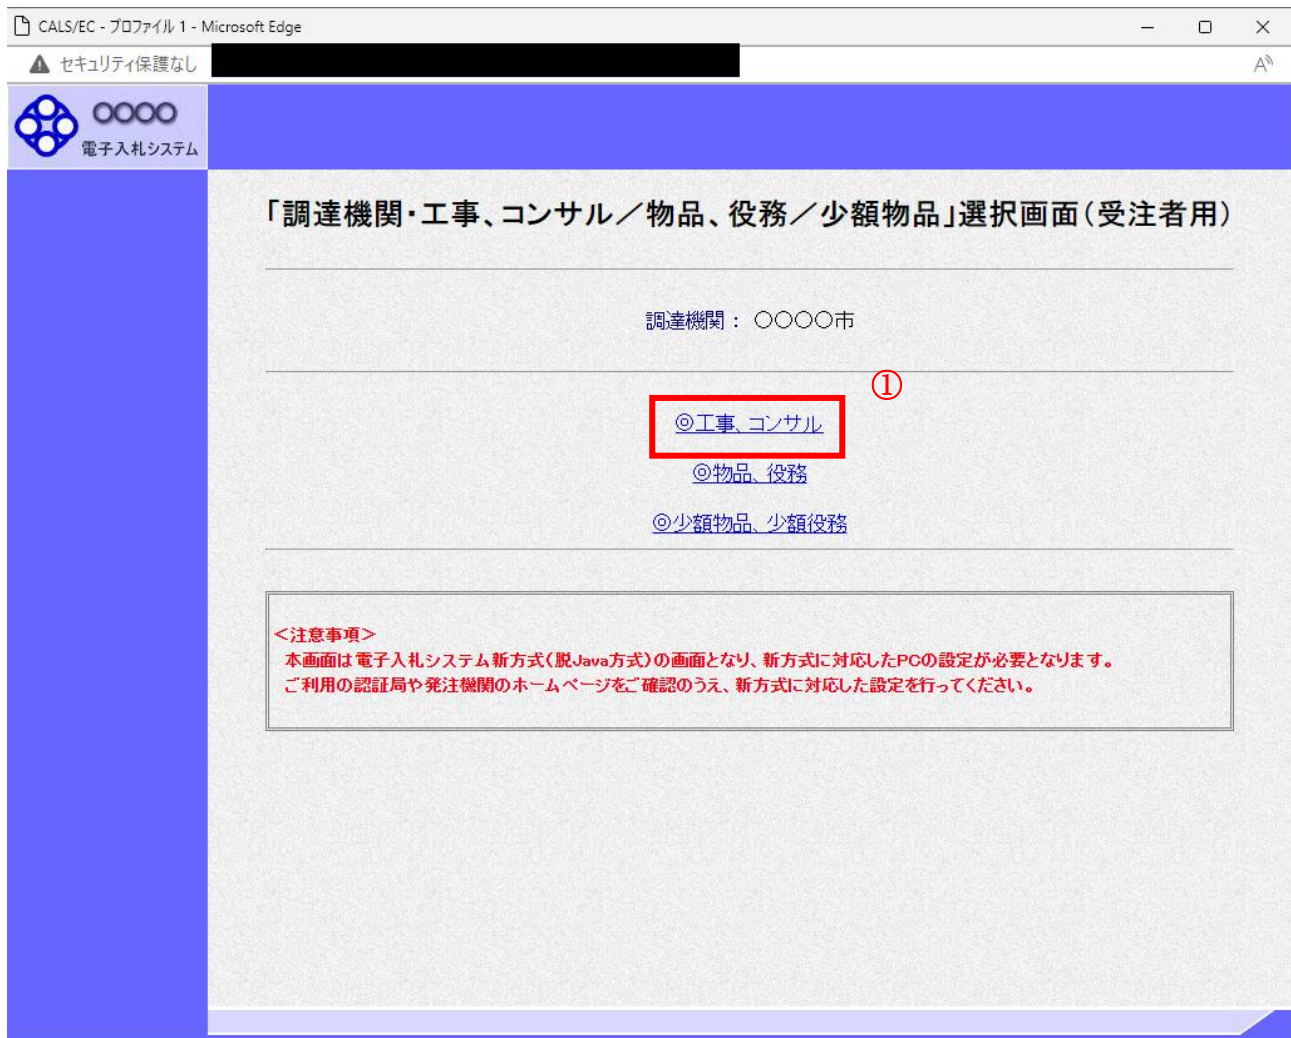 CALS/EC - プロファイル 1 - Microsoft Edge
セキュリティ保護なし
〇〇〇〇
電子入札システム
「調達機関・工事、コンサル／物品、役務／少額物品」選択画面（受注者用）
調達機関： 〇〇〇〇市
①
◎工事、コンサル
◎物品、役務
◎少額物品、少額役務
＜注意事項＞
本画面は電子入札システム新方式（脱Java方式）の画面となり、新方式に対応したPCの設定が必要となります。
ご利用の認証局や発注機関のホームページをご確認のうえ、新方式に対応した設定を行ってください。